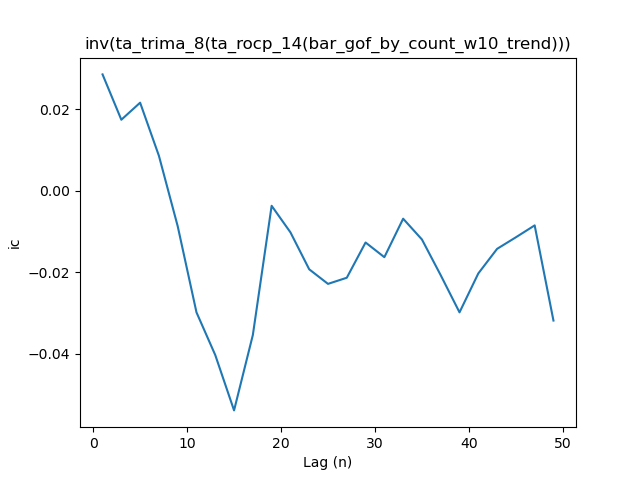 inv(ta_trima_8(ta_rocp_14(bar_gof_by_count_w10_trend)))
0.02
0.00
−0.02
−0.04
ic
0 10 20 30 40 50
Lag (n)